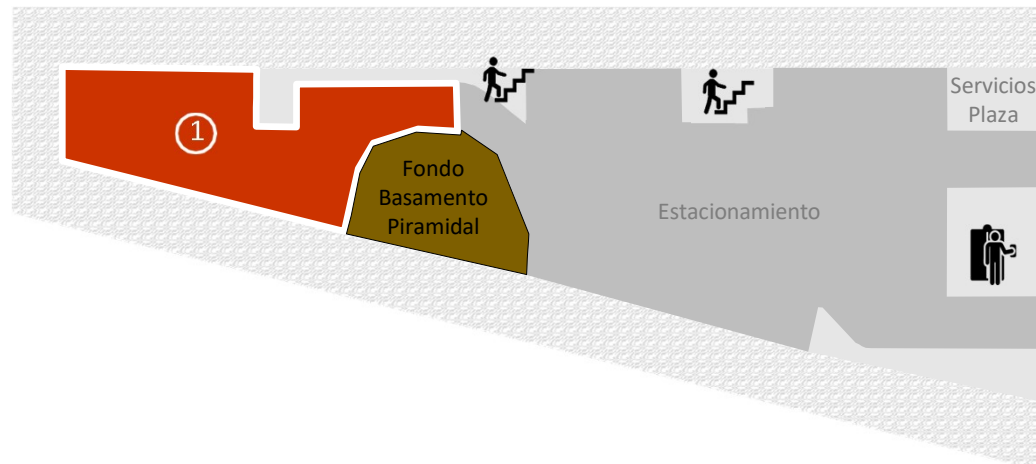 Servicios
Plaza
1
Fondo
Basamento
Piramidal
Estacionamiento